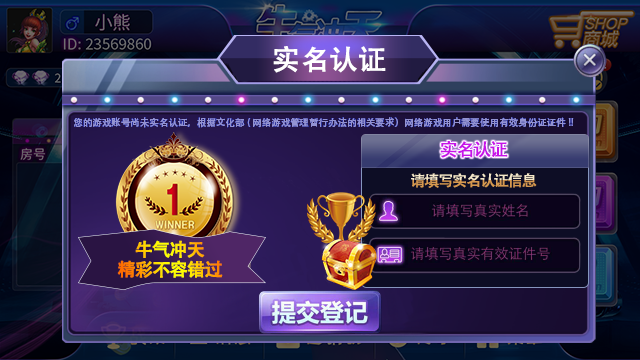 小熊
ID: 23569860
牛气冲天
SHOP
商城
实名认证
您的游戏账号尚未实名认证，根据文化部(网络游戏管理暂行办法的相关要求)网络游戏用户需要使用有效身份证证件!!
房号
实名认证
请填写实名认证信息
请填写真实姓名
请填写真实有效证件号
1
WINNER
牛气冲天
精彩不容错过
提交登记